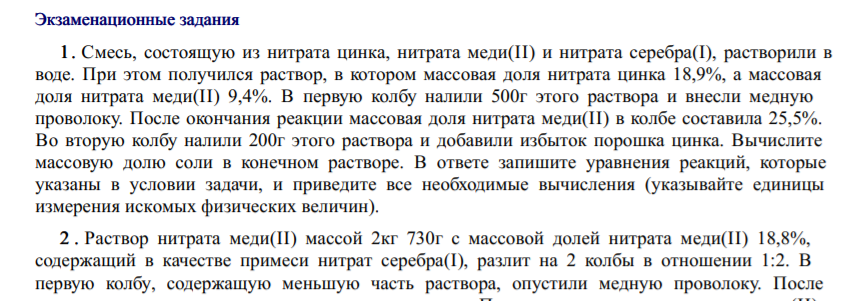 Экзаменационные задания
1. Смесь, состоящую из нитрата цинка, нитрата меди(II) и нитрата серебра(I), растворили в
воде. При этом получился раствор, в котором массовая доля нитрата цинка 18,9%, а массовая
доля нитрата меди(II) 9,4%. В первую колбу налили 500г этого раствора и внесли медную
проволоку. После окончания реакции массовая доля нитрата меди(II) в колбе составила 25,5%.
Во вторую колбу налили 200г этого раствора и добавили избыток порошка цинка. Вычислите
массовую долю соли в конечном растворе. В ответе запишите уравнения реакций, которые
указаны в условии задачи, и приведите все необходимые вычисления (указывайте единицы
измерения искомых физических величин).
2 . Раствор нитрата меди(II) массой 2кг 730г с массовой долей нитрата меди(II) 18,8%,
содержащий в качестве примеси нитрат серебра(I), разлит на 2 колбы в отношении 1:2. В
первую колбу, содержащую меньшую часть раствора, опустили медную проволоку. После